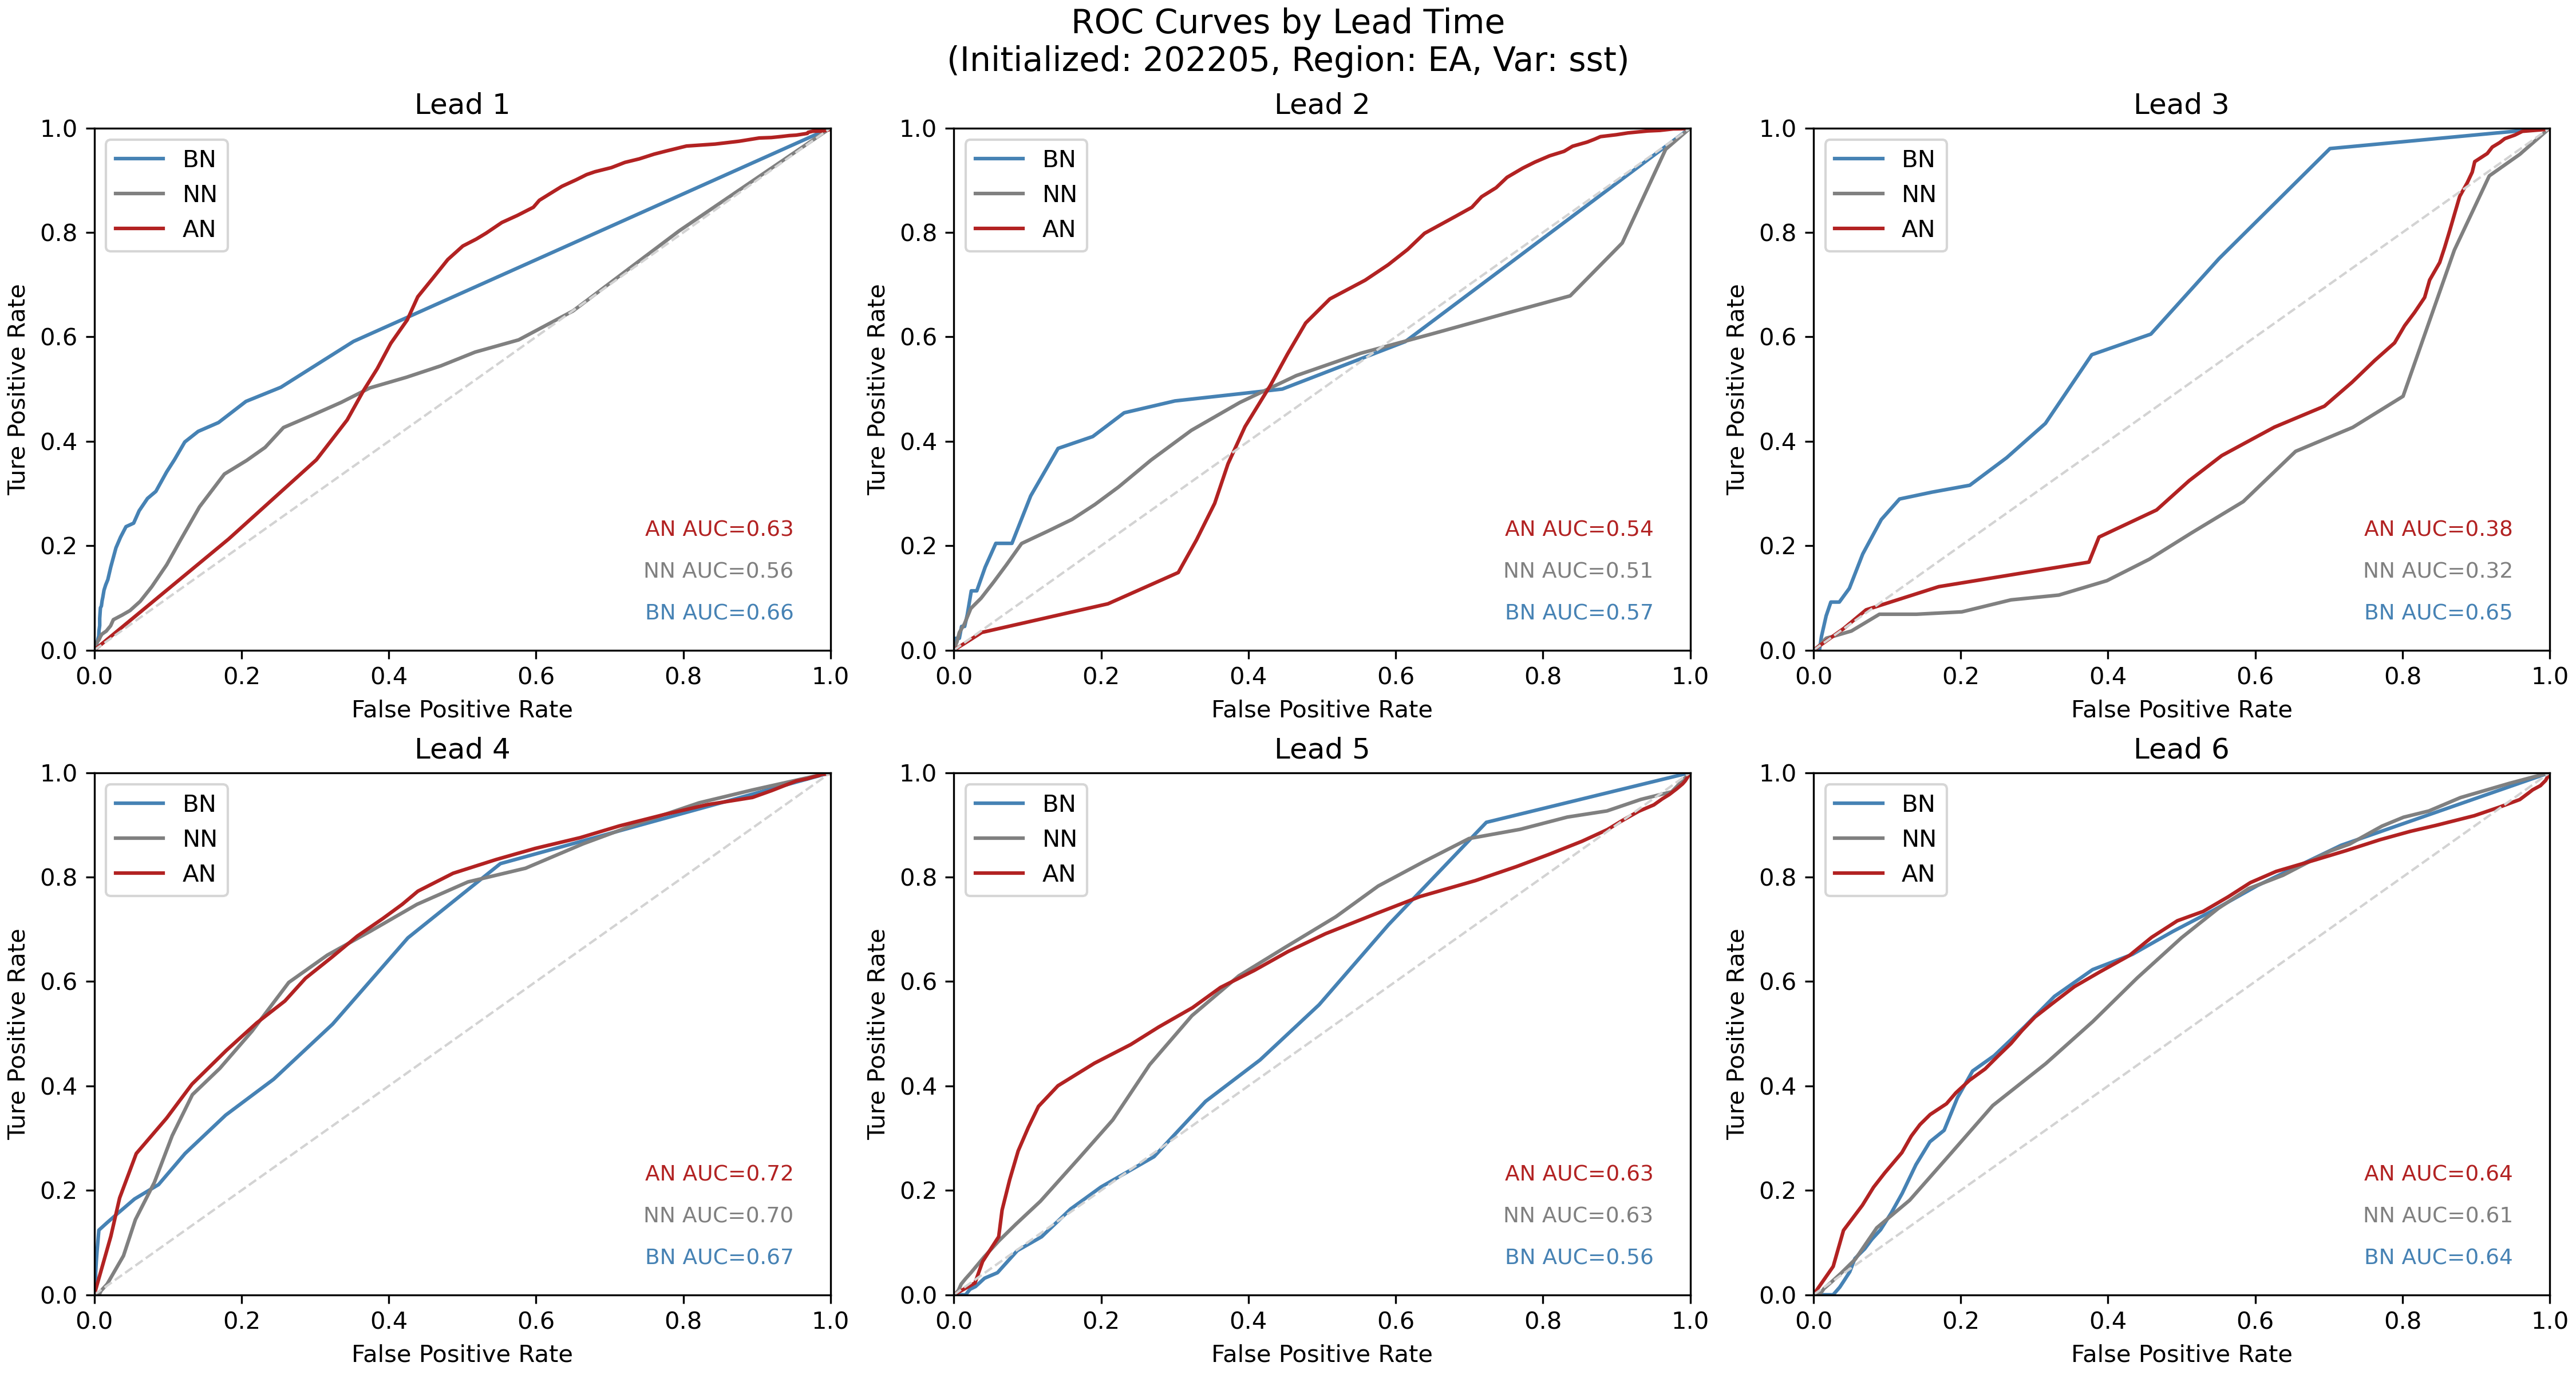 ROC Curves by Lead Time
(Initialized: 202205, Region: EA, Var: sst)
Lead 1
1.0
0.8
0.6
0.4
0.2
0.0
Ture Positive Rate
BN
NN
AN
AN AUC=0.63
NN AUC=0.56
BN AUC=0.66
0.0 0.2 0.4 0.6 0.8 1.0
False Positive Rate
Lead 2
1.0
0.8
0.6
0.4
0.2
0.0
Ture Positive Rate
BN
NN
AN
AN AUC=0.54
NN AUC=0.51
BN AUC=0.57
0.0 0.2 0.4 0.6 0.8 1.0
False Positive Rate
Lead 3
1.0
0.8
0.6
0.4
0.2
0.0
Ture Positive Rate
BN
NN
AN
AN AUC=0.38
NN AUC=0.32
BN AUC=0.65
0.0 0.2 0.4 0.6 0.8 1.0
False Positive Rate
Lead 4
1.0
0.8
0.6
0.4
0.2
0.0
Ture Positive Rate
BN
NN
AN
AN AUC=0.72
NN AUC=0.70
BN AUC=0.67
0.0 0.2 0.4 0.6 0.8 1.0
False Positive Rate
Lead 5
1.0
0.8
0.6
0.4
0.2
0.0
Ture Positive Rate
BN
NN
AN
AN AUC=0.63
NN AUC=0.63
BN AUC=0.56
0.0 0.2 0.4 0.6 0.8 1.0
False Positive Rate
Lead 6
1.0
0.8
0.6
0.4
0.2
0.0
Ture Positive Rate
BN
NN
AN
AN AUC=0.64
NN AUC=0.61
BN AUC=0.64
0.0 0.2 0.4 0.6 0.8 1.0
False Positive Rate